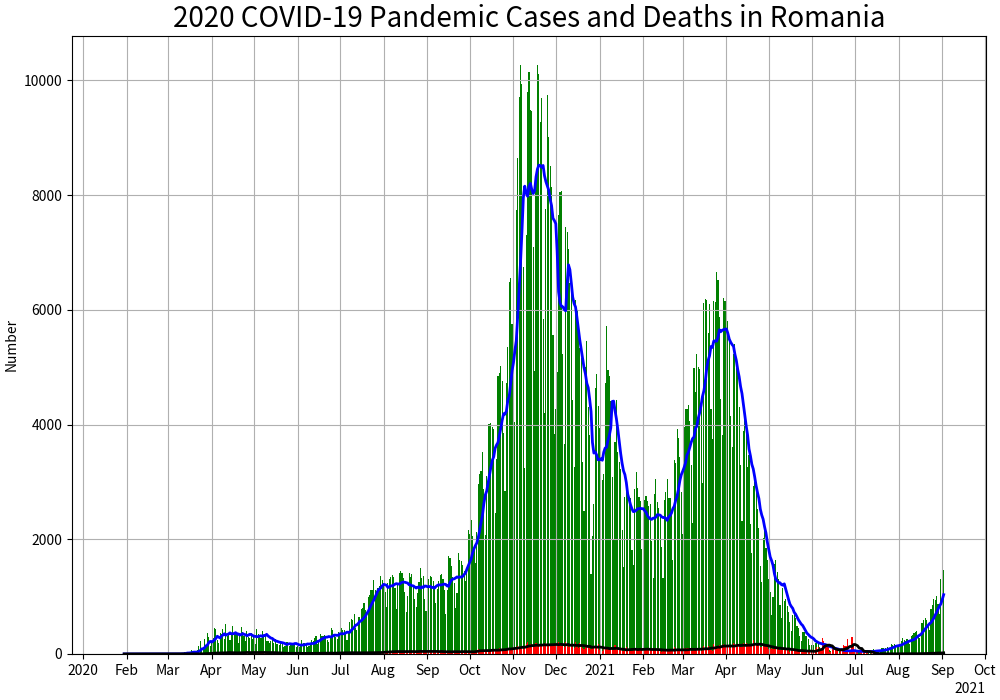 2020 COVID-19 Pandemic Cases and Deaths in Romania
Number
10000
8000
6000
4000
2000
0
2020 Feb Mar Apr May Jun Jul Aug Sep Oct Nov Dec 2021 Feb Mar Apr May Jun Jul Aug Sep Oct
2021